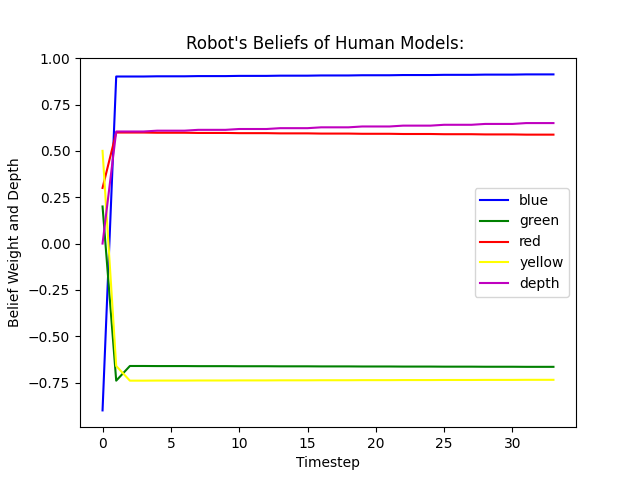 Robot's Beliefs of Human Models:
Belief Weight and Depth
1.00
0.75
0.50
0.25
0.00
−0.25
−0.50
−0.75
blue
green
red
yellow
depth
0 5 10 15 20 25 30
Timestep